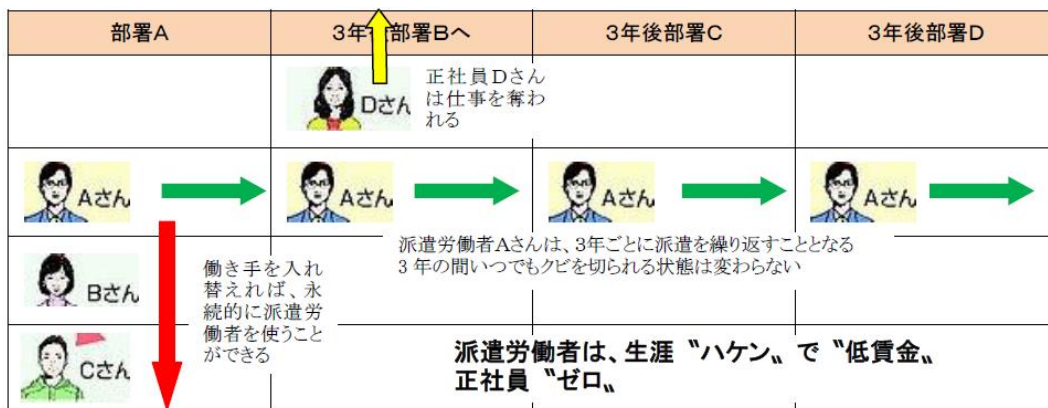 部署A
3年後部署Bへ
3年後部署C
3年後部署D
Dさん
正社員Dさん
は仕事を奪わ
れる
Aさん
Aさん
Aさん
Aさん
派遣労働者Aさんは、3年ごとに派遣を繰り返すこととなる
3年の間いつでもクビを切られる状態は変わらない
Bさん
働き手を入れ
替えれば、永
続的に派遣労
働者を使うこと
ができる
Cさん
派遣労働者は、生涯〝ハケン〟で〝低賃金〟
正社員〝ゼロ〟